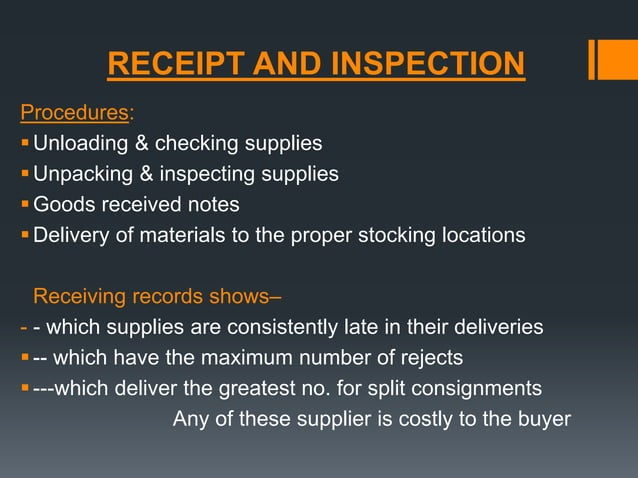 RECEIPT AND INSPECTION
Procedures:
▪Unloading & checking supplies
▪Unpacking & inspecting supplies
▪Goods received notes
▪Delivery of materials to the proper stocking locations
Receiving records shows–
- - which supplies are consistently late in their deliveries
▪-- which have the maximum number of rejects
▪---which deliver the greatest no. for split consignments
Any of these supplier is costly to the buyer